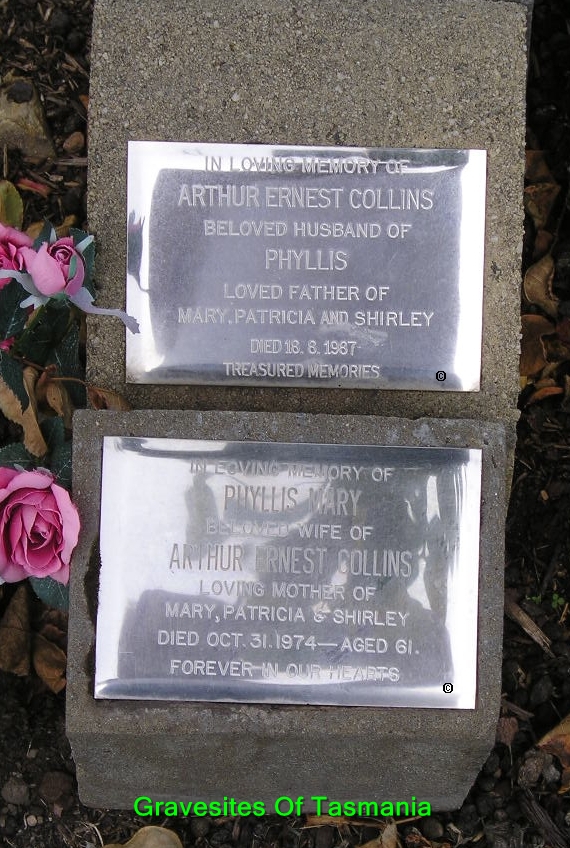 IN LOVING MEMORY OF
ARTHUR ERNEST COLLINS
BELOVED HUSBAND OF
PHYLLIS
LOVED FATHER OF
MARY, PATRICIA AND SHIRLEY
DIED 18. 8. 1987
TREASURED MEMORIES
©
IN LOVING MEMORY OF
PHYLLIS MARY
BELOVED WIFE OF
ARTHUR ERNEST COLLINS
LOVING MOTHER OF
MARY, PATRICIA & SHIRLEY
DIED OCT. 31. 1974 — AGED 61.
FOREVER IN OUR HEARTS
©
Gravesites Of Tasmania